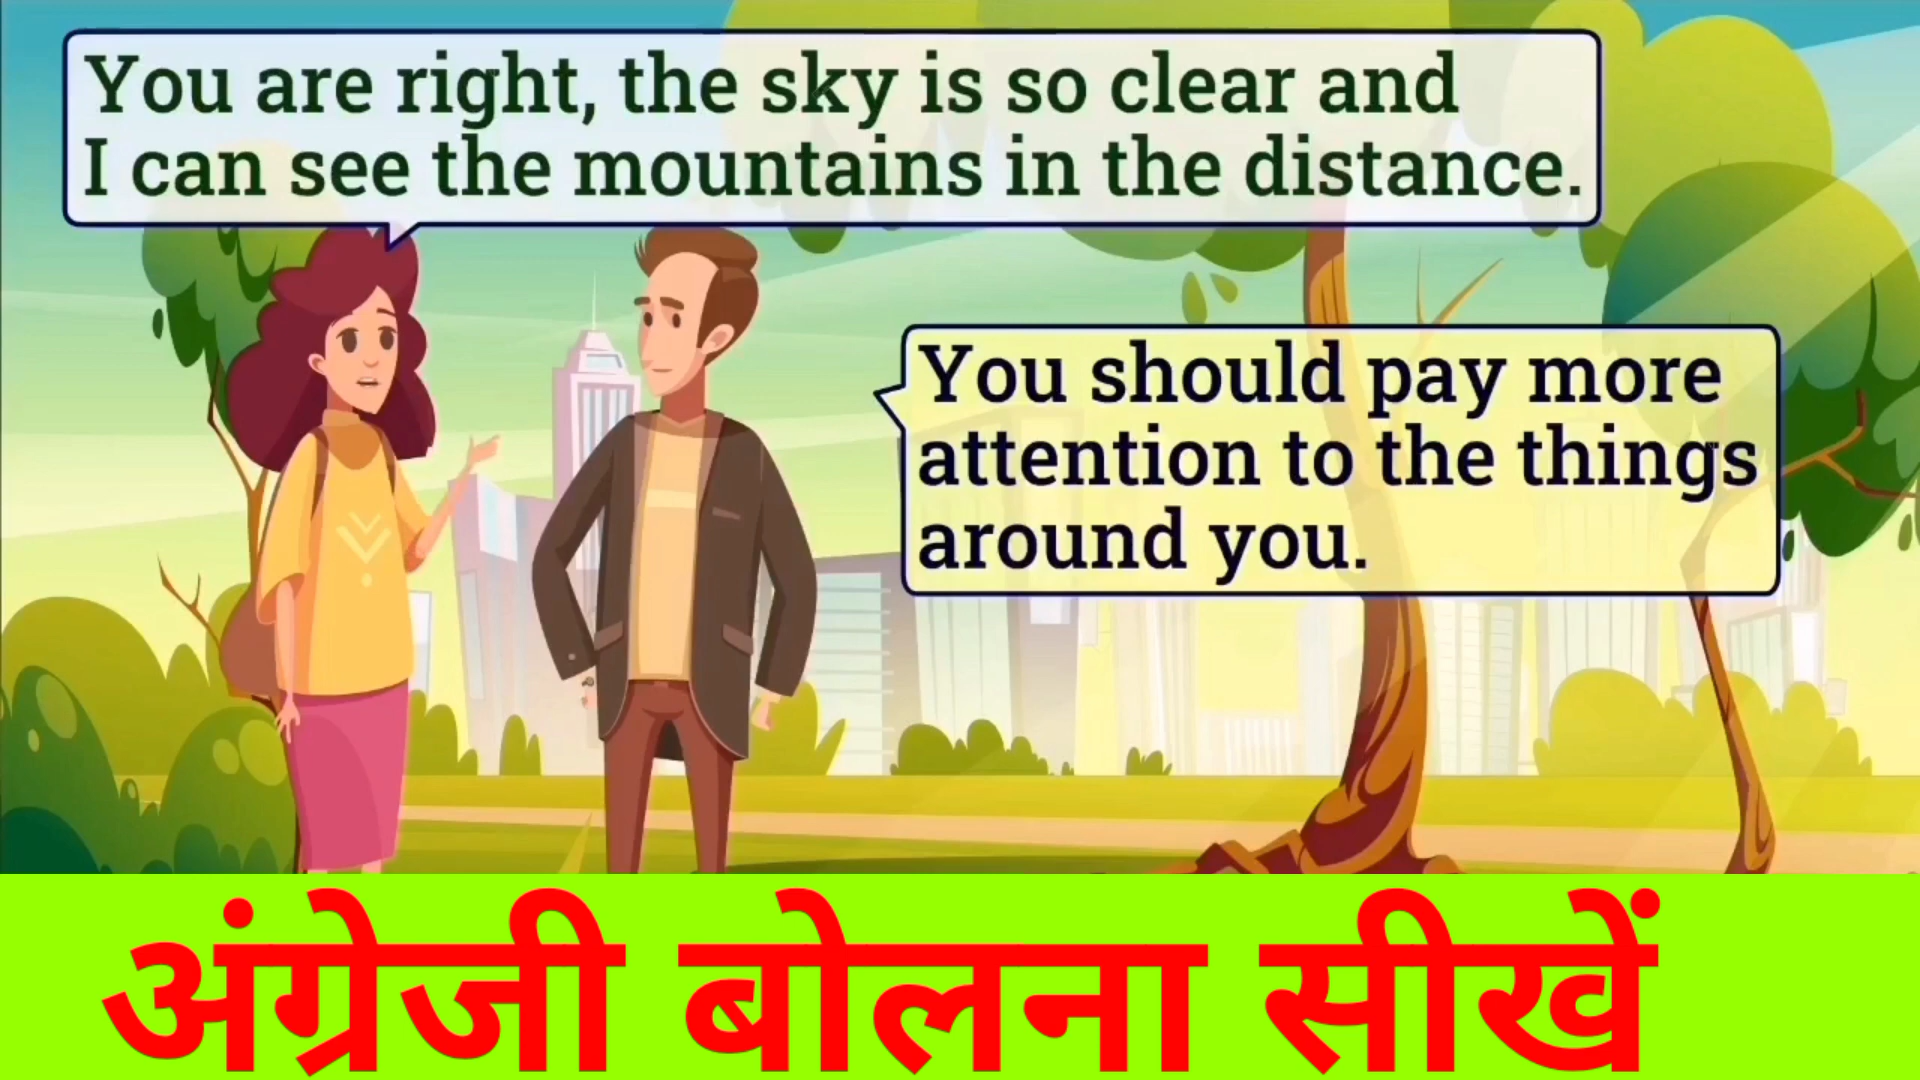 You are right, the sky is so clear and
I can see the mountains in the distance.
You should pay more
attention to the things
around you.
अंग्रेजी बोलना सीखें